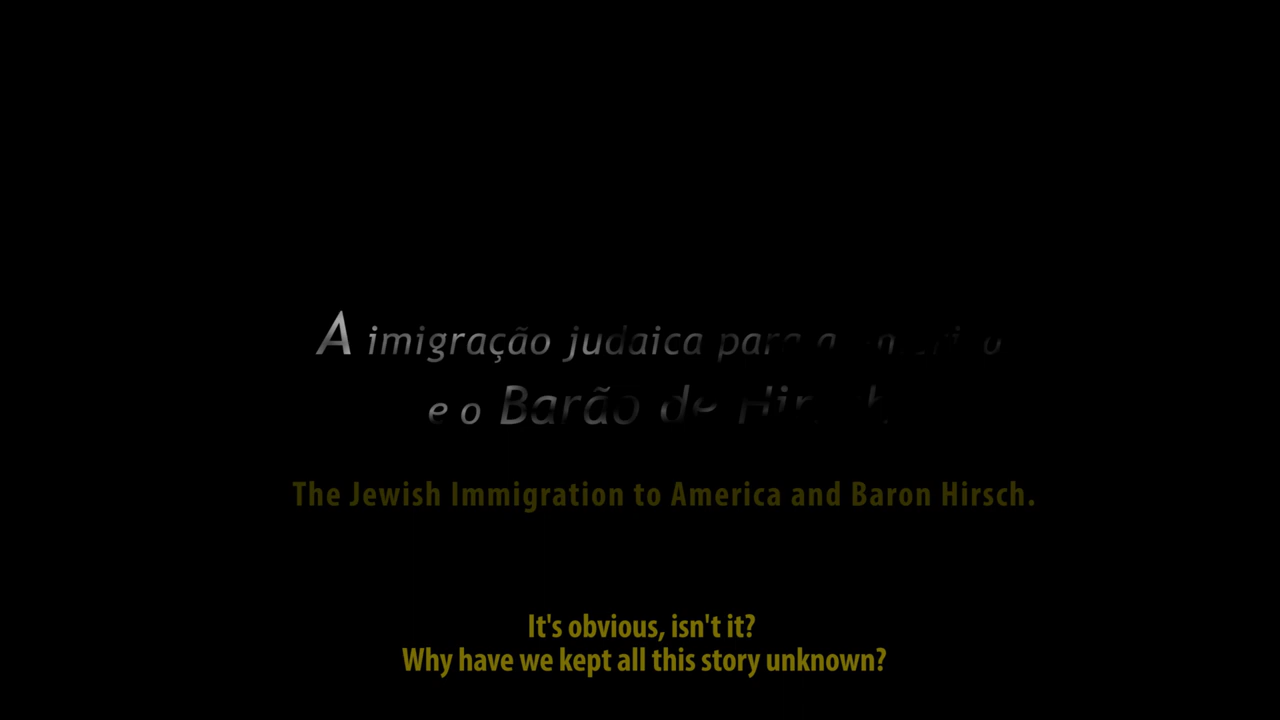 A imigração judaica para a
e o Barão de Hirsch
The Jewish Immigration to America and Baron Hirsch.
It's obvious, isn't it?
Why have we kept all this story unknown?